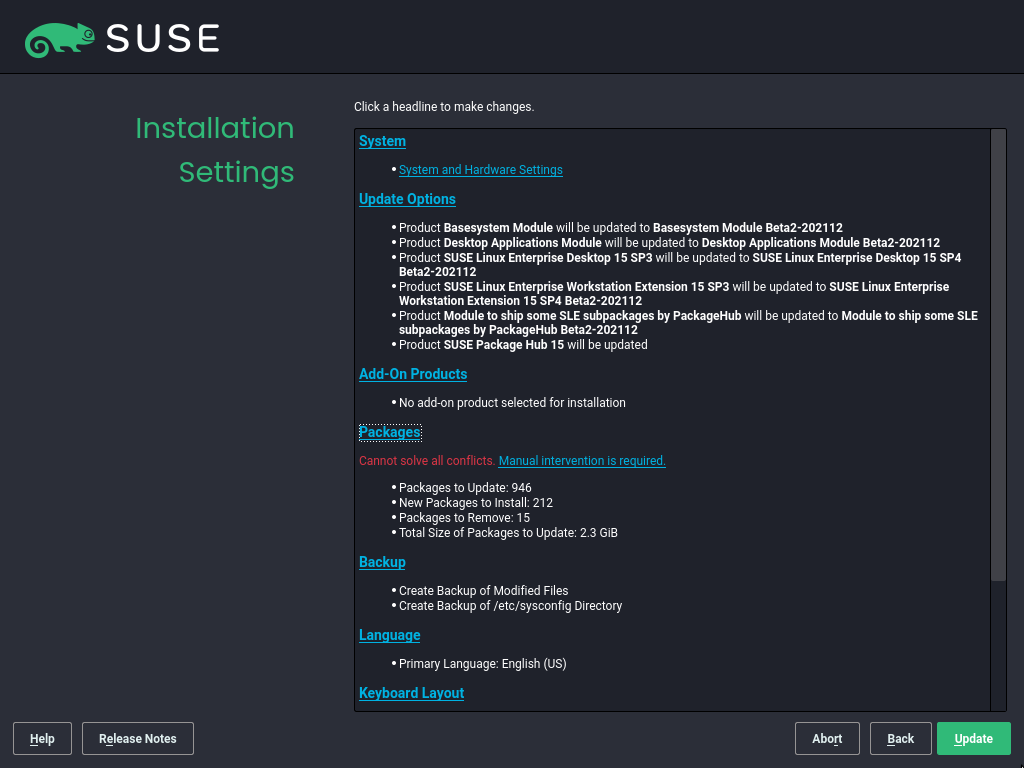 SUSE
Installation
Settings
Click a headline to make changes.
System
• System and Hardware Settings
Update Options
• Product Basesystem Module will be updated to Basesystem Module Beta2-202112
• Product Desktop Applications Module will be updated to Desktop Applications Module Beta2-202112
• Product SUSE Linux Enterprise Desktop 15 SP3 will be updated to SUSE Linux Enterprise Desktop 15 SP4
Beta2-202112
• Product SUSE Linux Enterprise Workstation Extension 15 SP3 will be updated to SUSE Linux Enterprise
Workstation Extension 15 SP4 Beta2-202112
• Product Module to ship some SLE subpackages by PackageHub will be updated to Module to ship some SLE
subpackages by PackageHub Beta2-202112
• Product SUSE Package Hub 15 will be updated
Add-On Products
• No add-on product selected for installation
Packages
Cannot solve all conflicts. Manual intervention is required.
• Packages to Update: 946
• New Packages to Install: 212
• Packages to Remove: 15
• Total Size of Packages to Update: 2.3 GiB
Backup
• Create Backup of Modified Files
• Create Backup of /etc/sysconfig Directory
Language
• Primary Language: English (US)
Keyboard Layout
Help
Release Notes
Abort
Back
Update